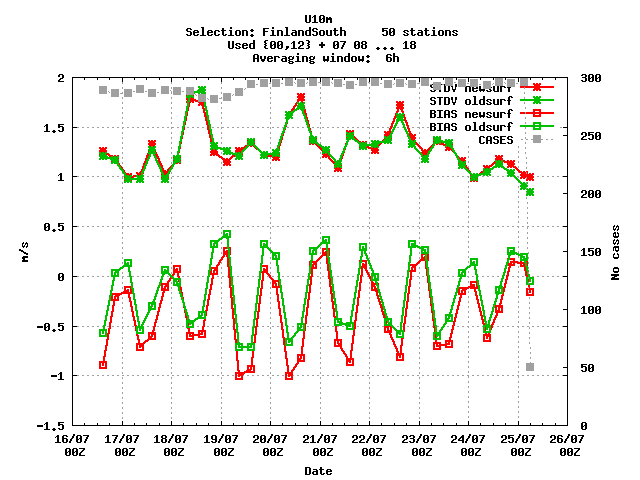 U10m
Selection: FinlandSouth 50 stations
Used {00,12} + 07 08 ... 18
Averaging window: 6h
STDV newsurf
STDV oldsurf
BIAS newsurf
BIAS oldsurf
CASES
2
1.5
1
0.5
0
-0.5
-1
-1.5
m/s
300
250
200
150
100
50
0
No cases
16/07 17/07 18/07 19/07 20/07 21/07 22/07 23/07 24/07 25/07 26/07
00Z 00Z 00Z 00Z 00Z 00Z 00Z 00Z 00Z 00Z 00Z
Date